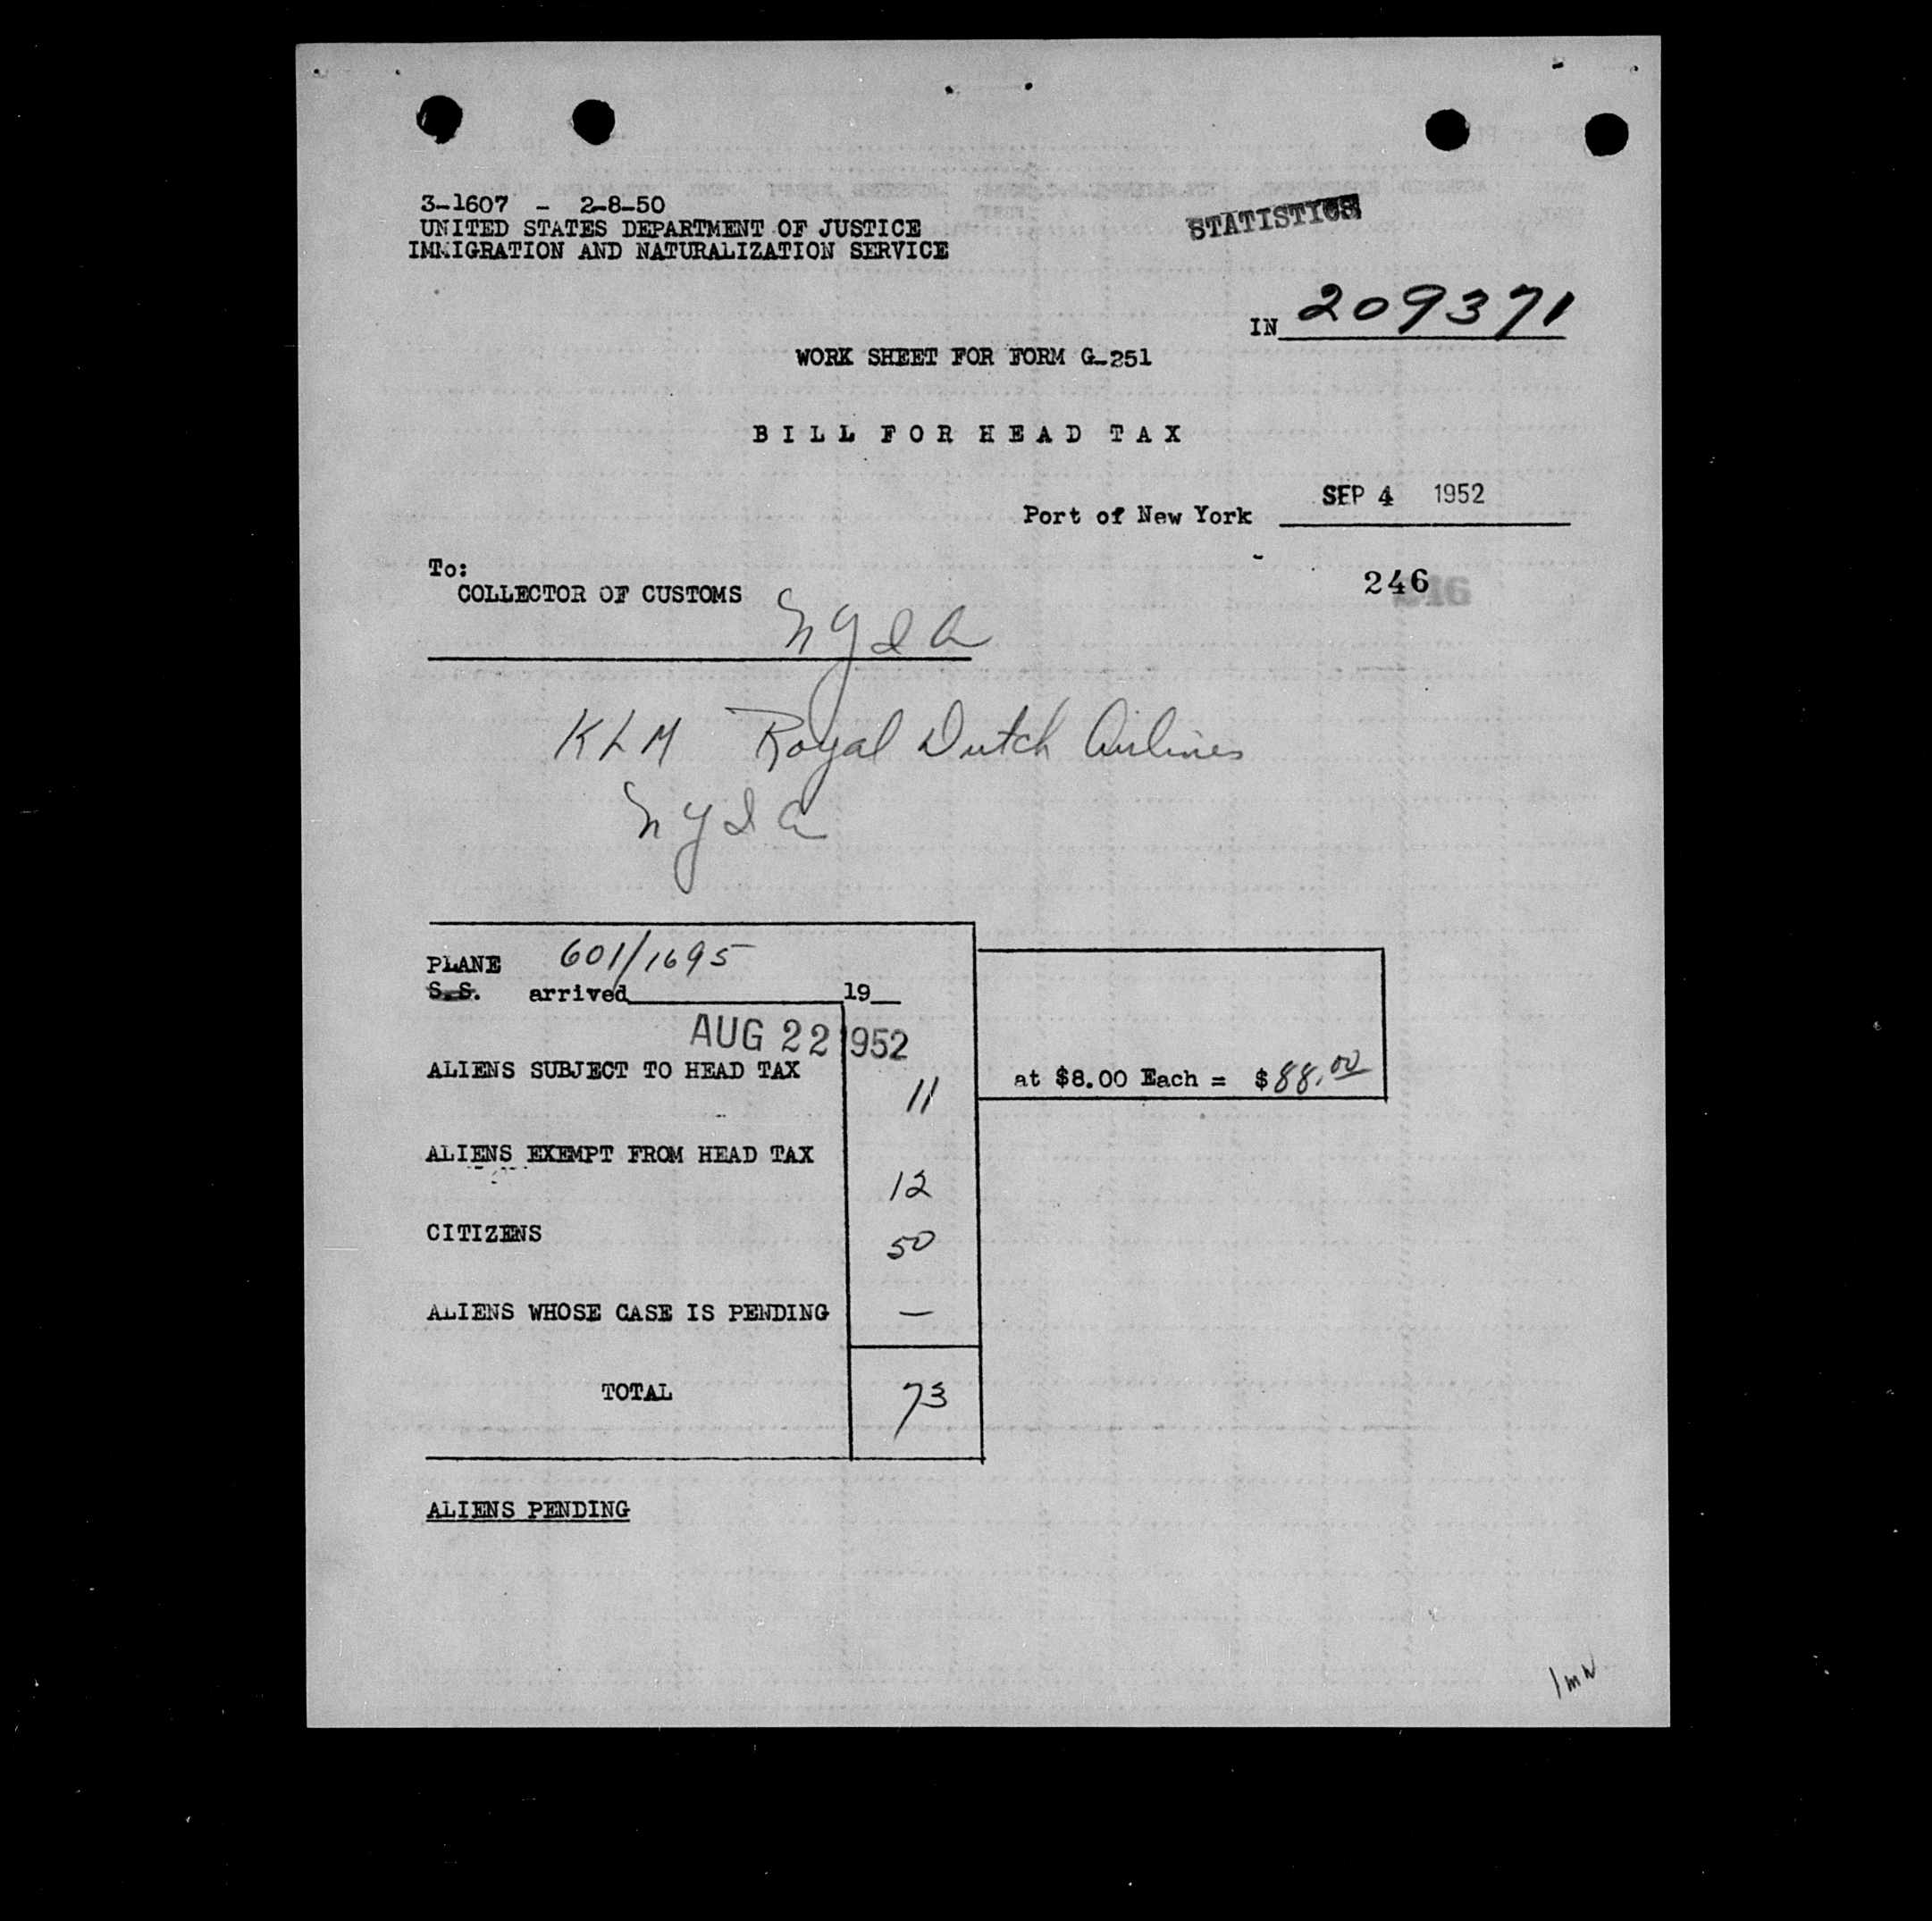 3-1607 - 2-8-50
UNITED STATES DEPARTMENT OF JUSTICE
IMMIGRATION AND NATURALIZATION SERVICE
STATISTICS
IN 209371
WORK SHEET FOR FORM G-251
BILL FOR HEAD TAX
SEP 4 1952
Port of New York
To:
COLLECTOR OF CUSTOMS
246
NYIA
KLM Royal Dutch Airlines
NYIA
PLANE 601/1695
S.S. arrived 19
AUG 22 1952
ALIENS SUBJECT TO HEAD TAX 11 at $8.00 Each = $88.00
ALIENS EXEMPT FROM HEAD TAX 12
CITIZENS 50
ALIENS WHOSE CASE IS PENDING —
TOTAL 73
ALIENS PENDING